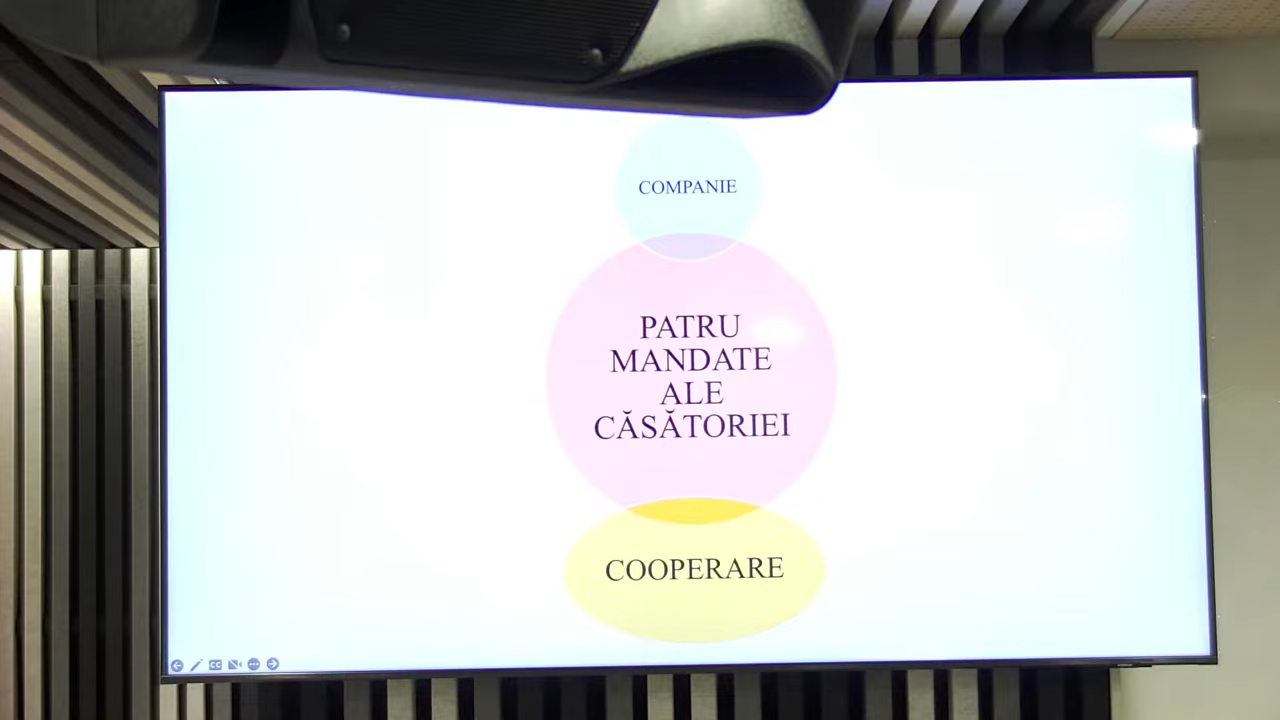 COMPANIE
PATRU
MANDATE
ALE
CĂSĂTORIEI
COOPERARE